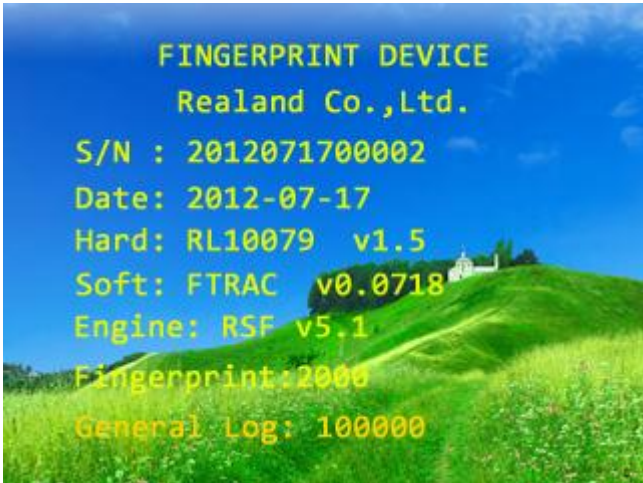 FINGERPRINT DEVICE
Realand Co.,Ltd.
S/N : 2012071700002
Date: 2012-07-17
Hard: RL10079 v1.5
Soft: FTRAC v0.0718
Engine: RSF v5.1
Fingerprint:2000
General Log: 100000